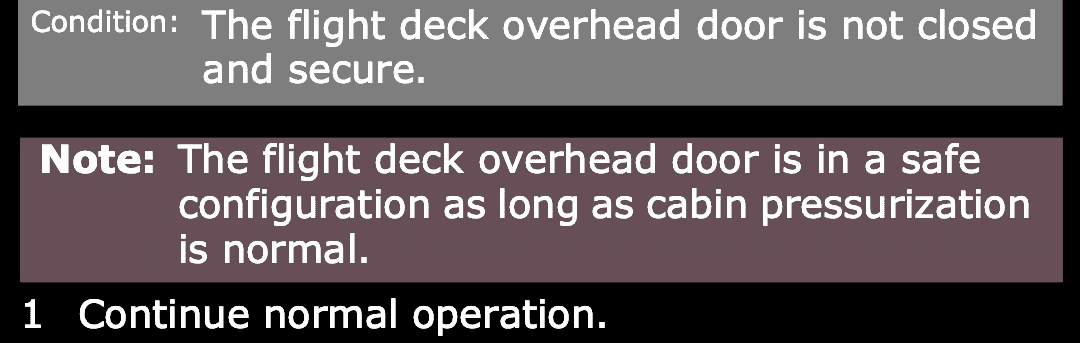 Condition: The flight deck overhead door is not closed
and secure.
Note: The flight deck overhead door is in a safe
configuration as long as cabin pressurization
is normal.
1 Continue normal operation.